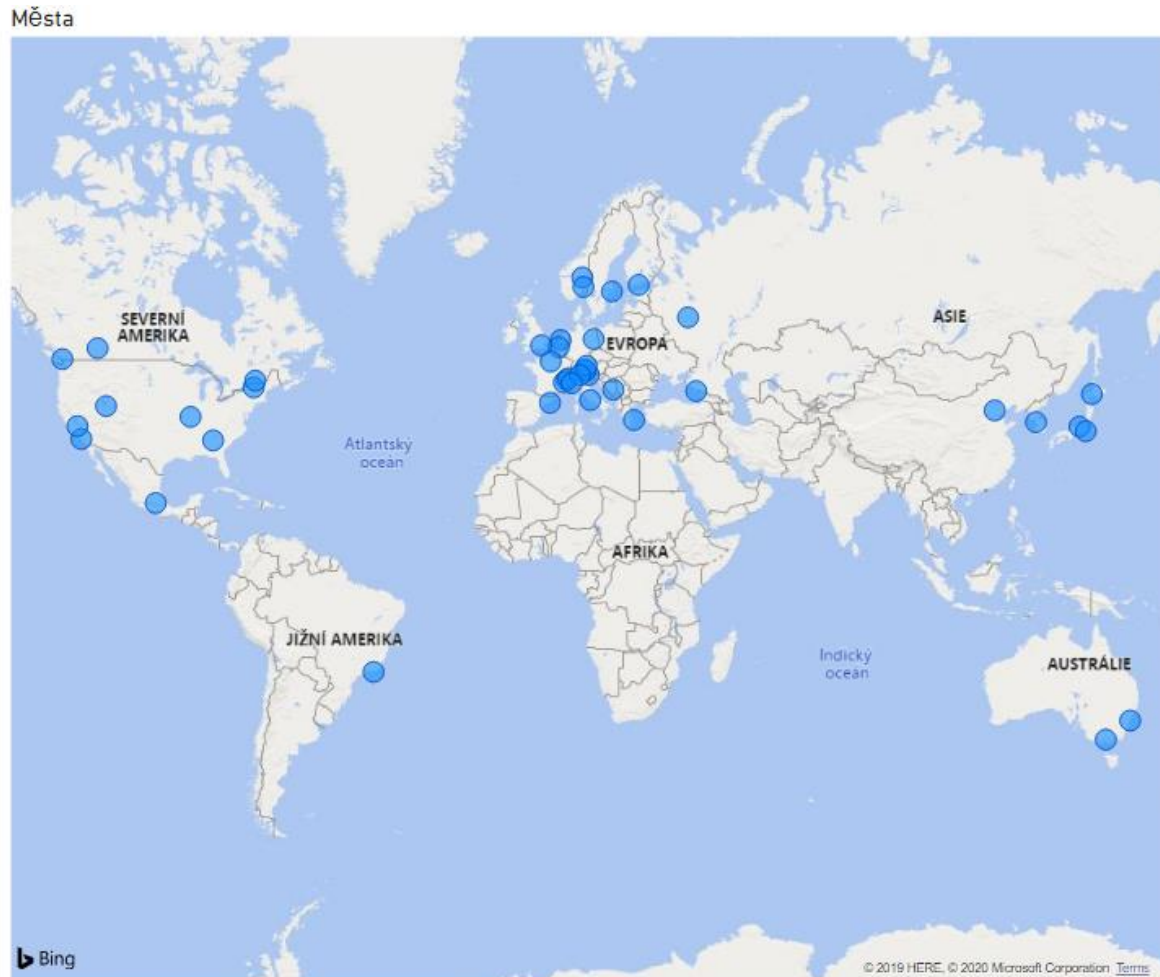 Města
SEVERNÍ
AMERIKA
ASIE
EVROPA
Atlantský
oceán
AFRIKA
JIŽNÍ AMERIKA
Indický
oceán
AUSTRÁLIE
Bing
© 2019 HERE, © 2020 Microsoft Corporation Terms